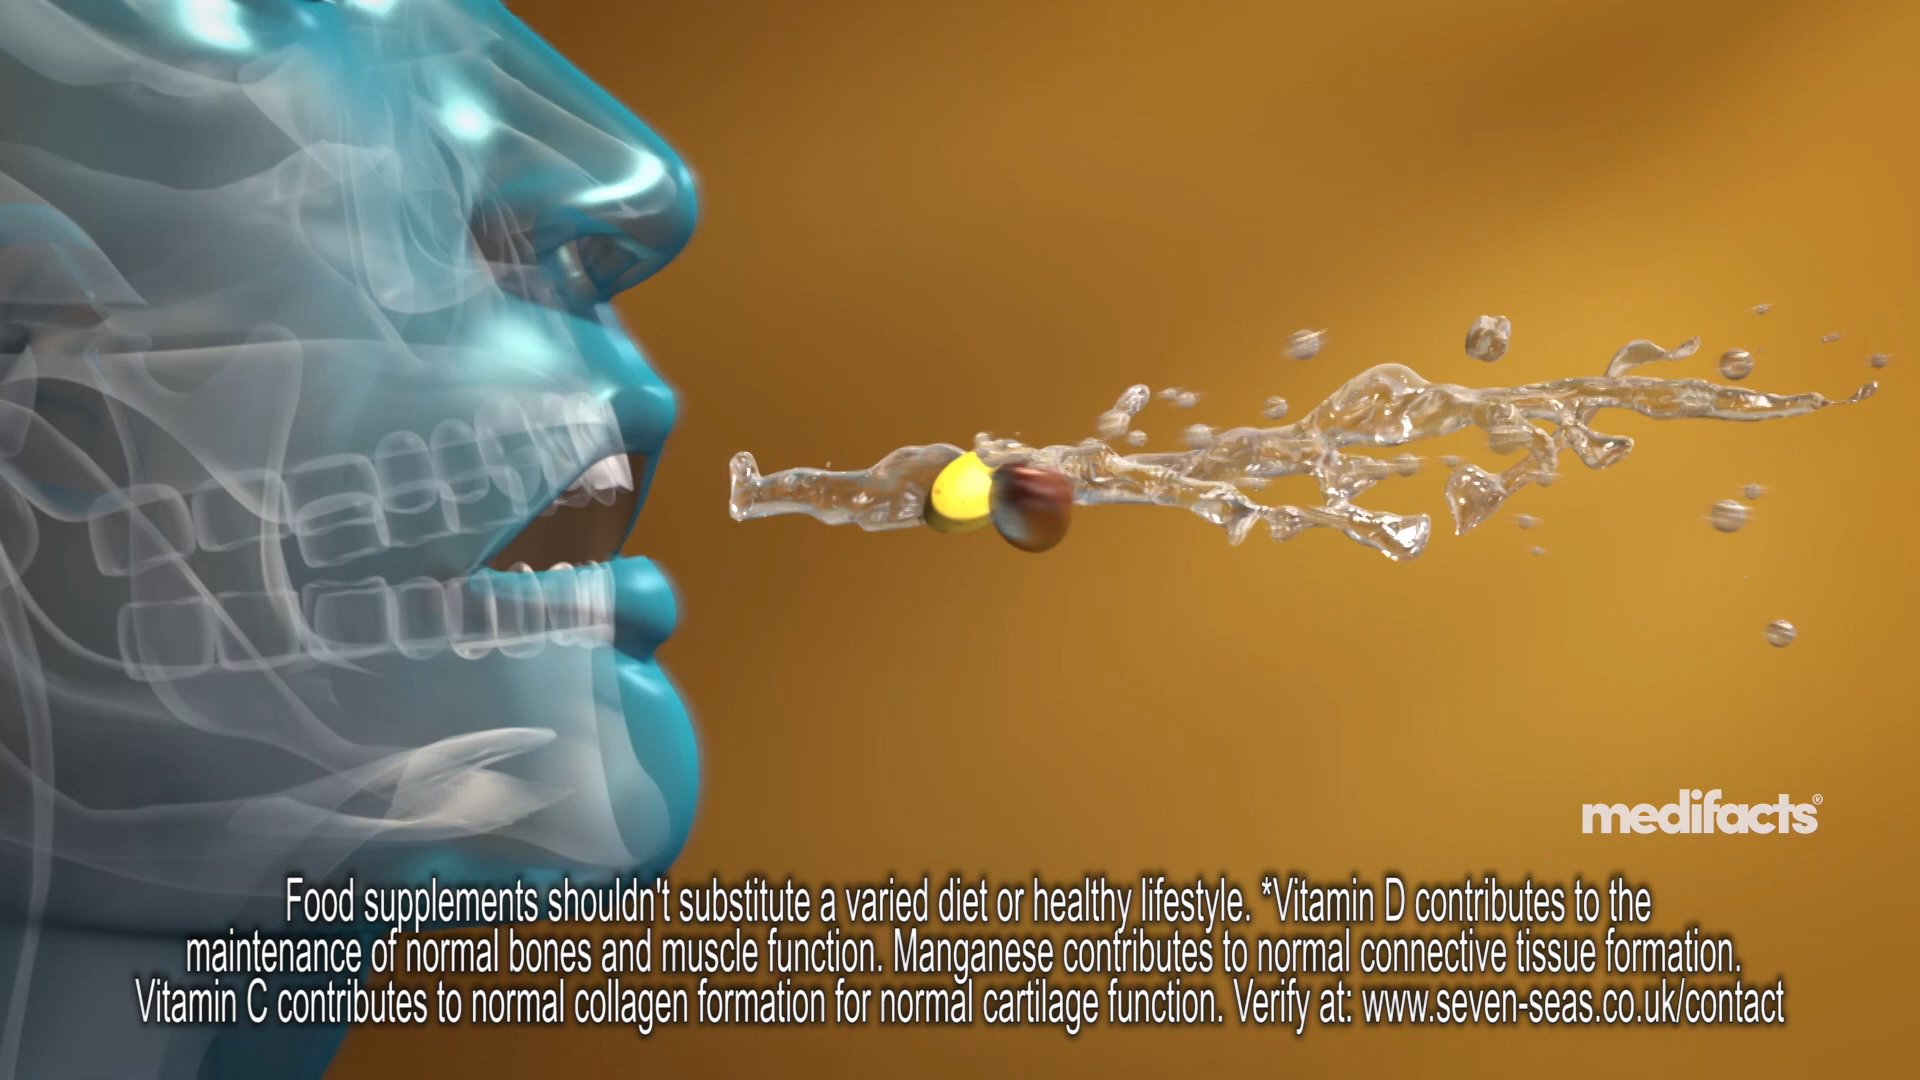 medifacts®
Food supplements shouldn't substitute a varied diet or healthy lifestyle. *Vitamin D contributes to the
maintenance of normal bones and muscle function. Manganese contributes to normal connective tissue formation.
Vitamin C contributes to normal collagen formation for normal cartilage function. Verify at: www.seven-seas.co.uk/contact